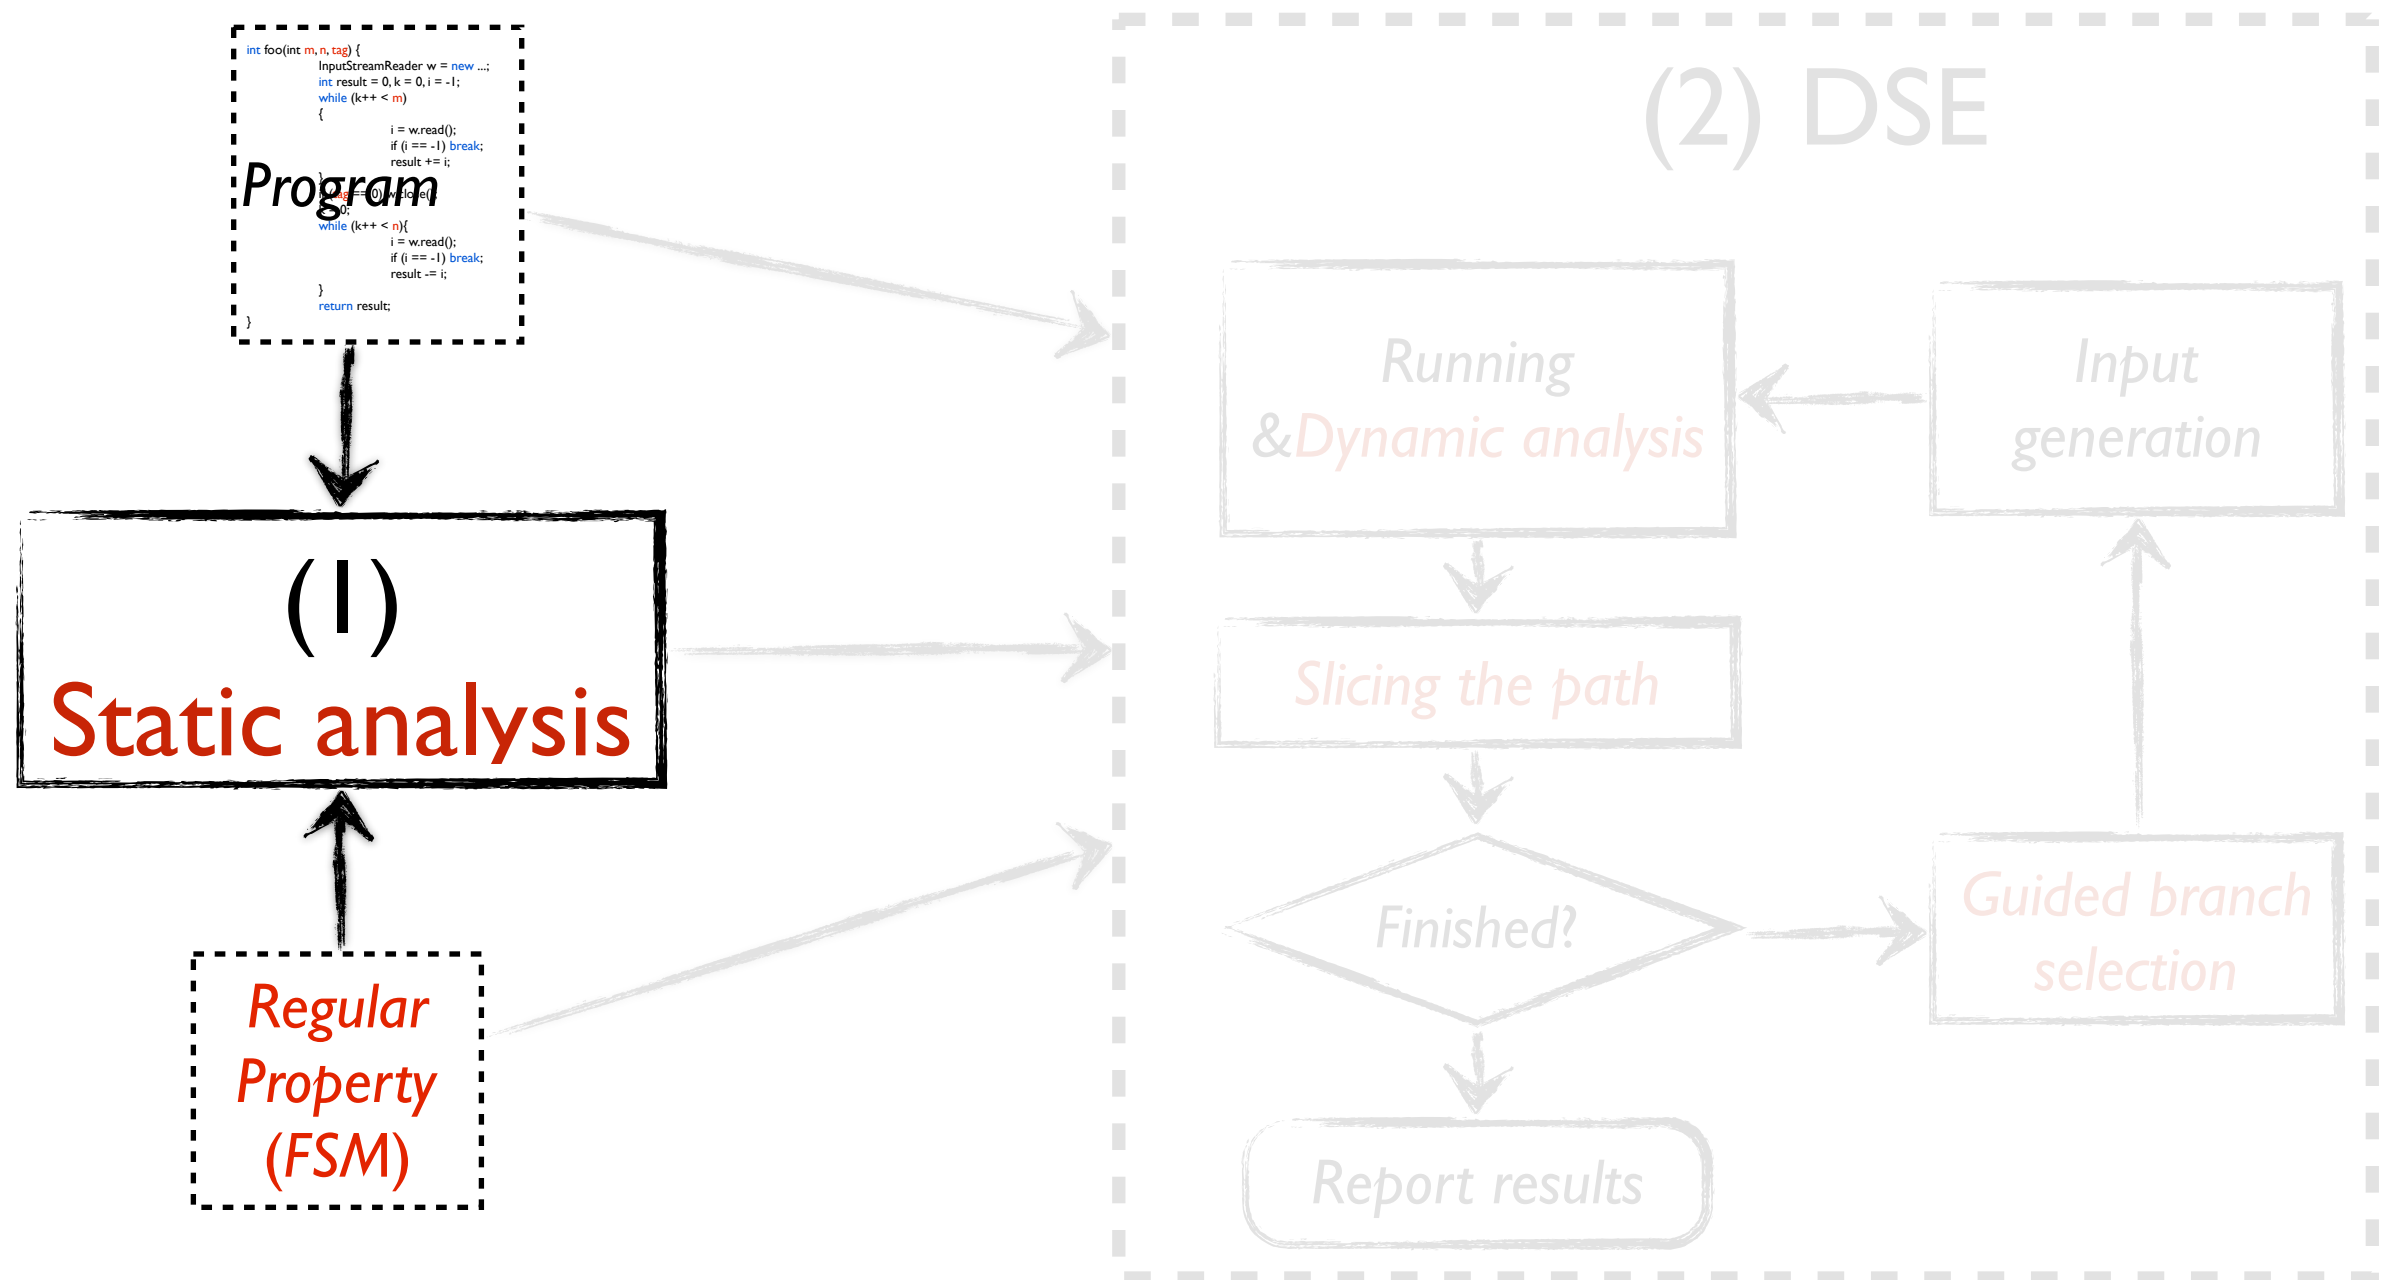 int foo(int m, n, tag) {
InputStreamReader w = new ...;
int result = 0, k = 0, i = -1;
while (k++ < m)
{
i = w.read();
if (i == -1) break;
result += i;
}
Program
while (k++ < n){
i = w.read();
if (i == -1) break;
result -= i;
}
return result;
}
(1)
Static analysis
Regular
Property
(FSM)
(2) DSE
Running
&Dynamic analysis
Input
generation
Slicing the path
Finished?
Guided branch
selection
Report results